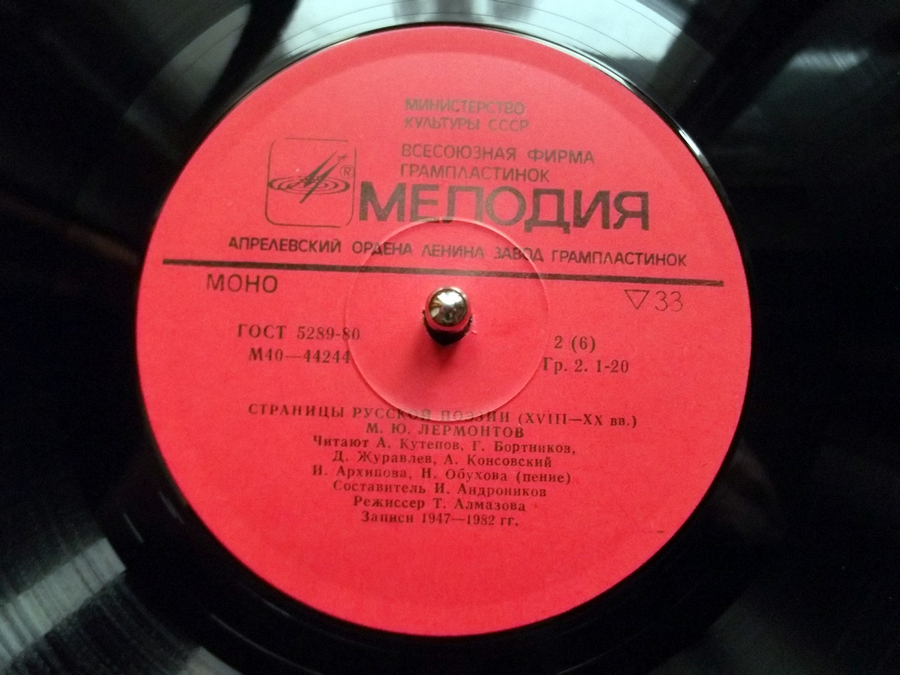 МИНИСТЕРСТВО
КУЛЬТУРЫ СССР
ВСЕСОЮЗНАЯ ФИРМА
ГРАМПЛАСТИНОК
®
МЕЛОДИЯ
АПРЕЛЕВСКИЙ ОРДЕНА ЛЕНИНА ЗАВОД ГРАМПЛАСТИНОК
МОНО ▽33
ГОСТ 5289-80 2 (6)
М40—44244 Гр. 2. 1-20
СТРАНИЦЫ РУССКОЙ ПОЭЗИИ (XVIII—XX вв.)
М. Ю. ЛЕРМОНТОВ
Читают А. Кутепов, Г. Бортников,
Д. Журавлев, А. Консовский
И. Архипова, Н. Обухова (пение)
Составитель И. Андроников
Режиссер Т. Алмазова
Записи 1947—1982 гг.